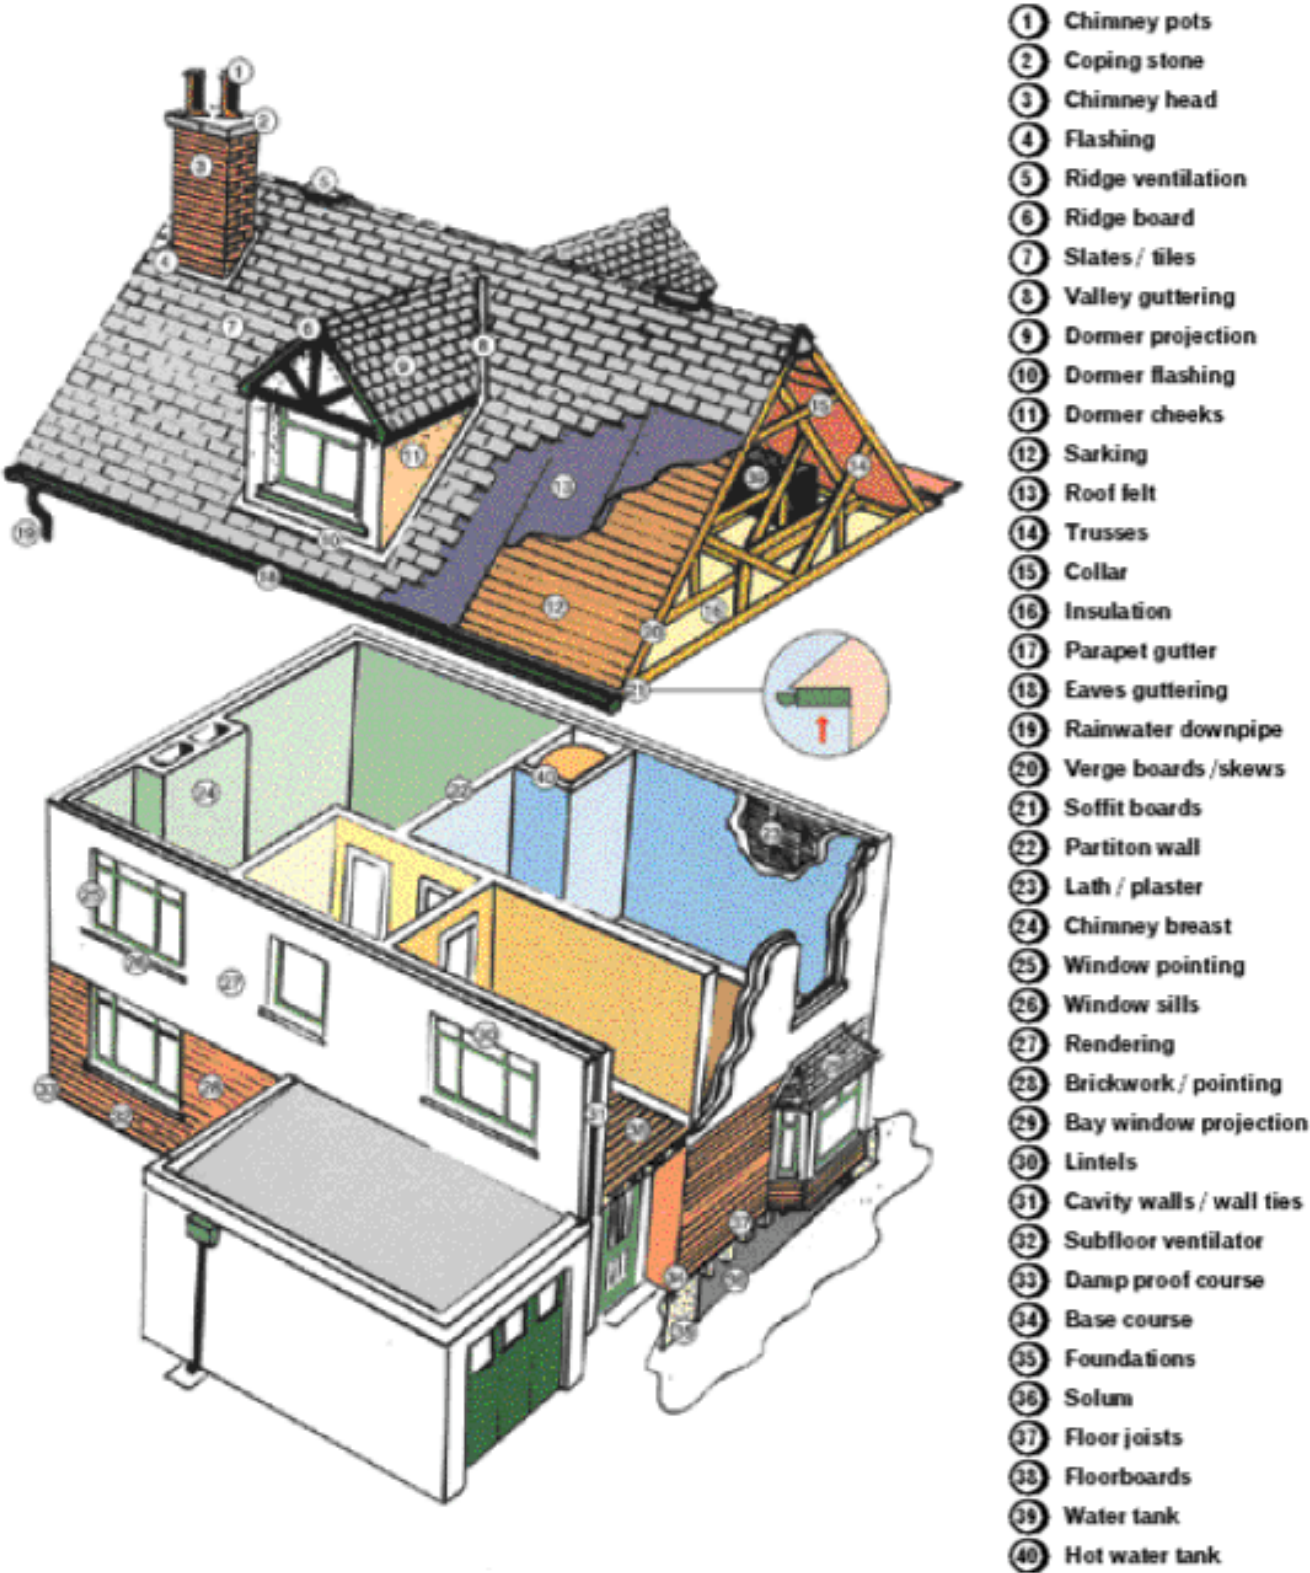 1 Chimney pots
2 Coping stone
3 Chimney head
4 Flashing
5 Ridge ventilation
6 Ridge board
7 Slates / tiles
8 Valley guttering
9 Dormer projection
10 Dormer flashing
11 Dormer cheeks
12 Sarking
13 Roof felt
14 Trusses
15 Collar
16 Insulation
17 Parapet gutter
18 Eaves guttering
19 Rainwater downpipe
20 Verge boards /skews
21 Soffit boards
22 Partiton wall
23 Lath / plaster
24 Chimney breast
25 Window pointing
26 Window sills
27 Rendering
28 Brickwork / pointing
29 Bay window projection
30 Lintels
31 Cavity walls / wall ties
32 Subfloor ventilator
33 Damp proof course
34 Base course
35 Foundations
36 Solum
37 Floor joists
38 Floorboards
39 Water tank
40 Hot water tank